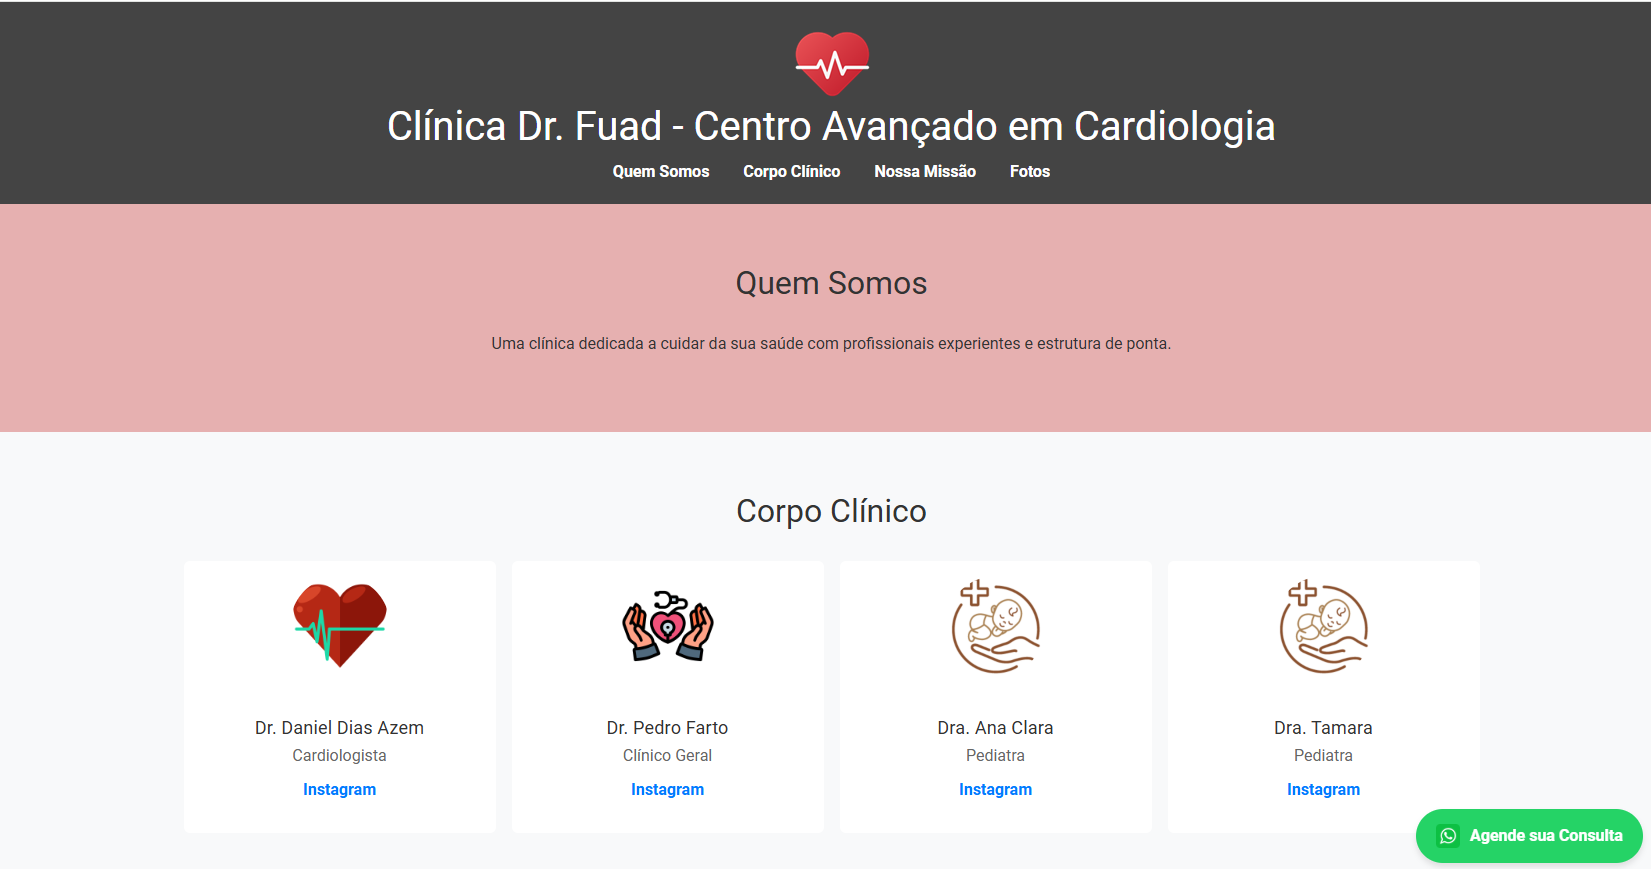 Clínica Dr. Fuad - Centro Avançado em Cardiologia
Quem Somos Corpo Clínico Nossa Missão Fotos
Quem Somos
Uma clínica dedicada a cuidar da sua saúde com profissionais experientes e estrutura de ponta.
Corpo Clínico
Dr. Daniel Dias Azem
Cardiologista
Instagram
Dr. Pedro Farto
Clínico Geral
Instagram
Dra. Ana Clara
Pediatra
Instagram
Dra. Tamara
Pediatra
Instagram
Agende sua Consulta